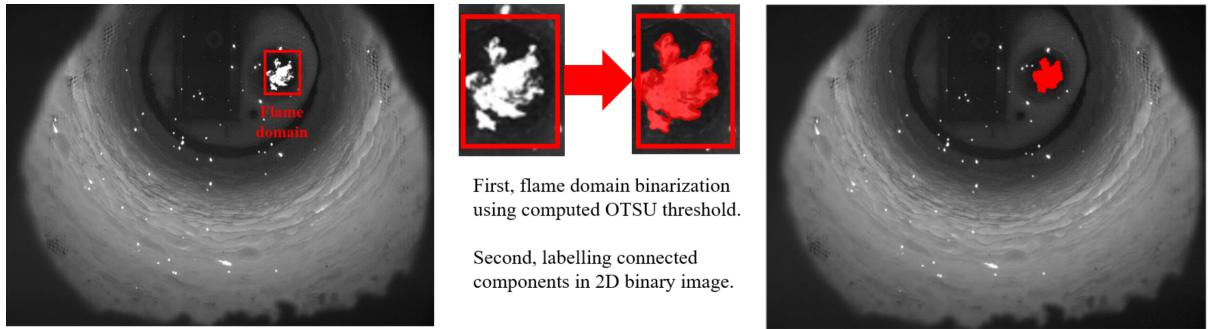 Flame
domain
First, flame domain binarization
using computed OTSU threshold.
Second, labelling connected
components in 2D binary image.